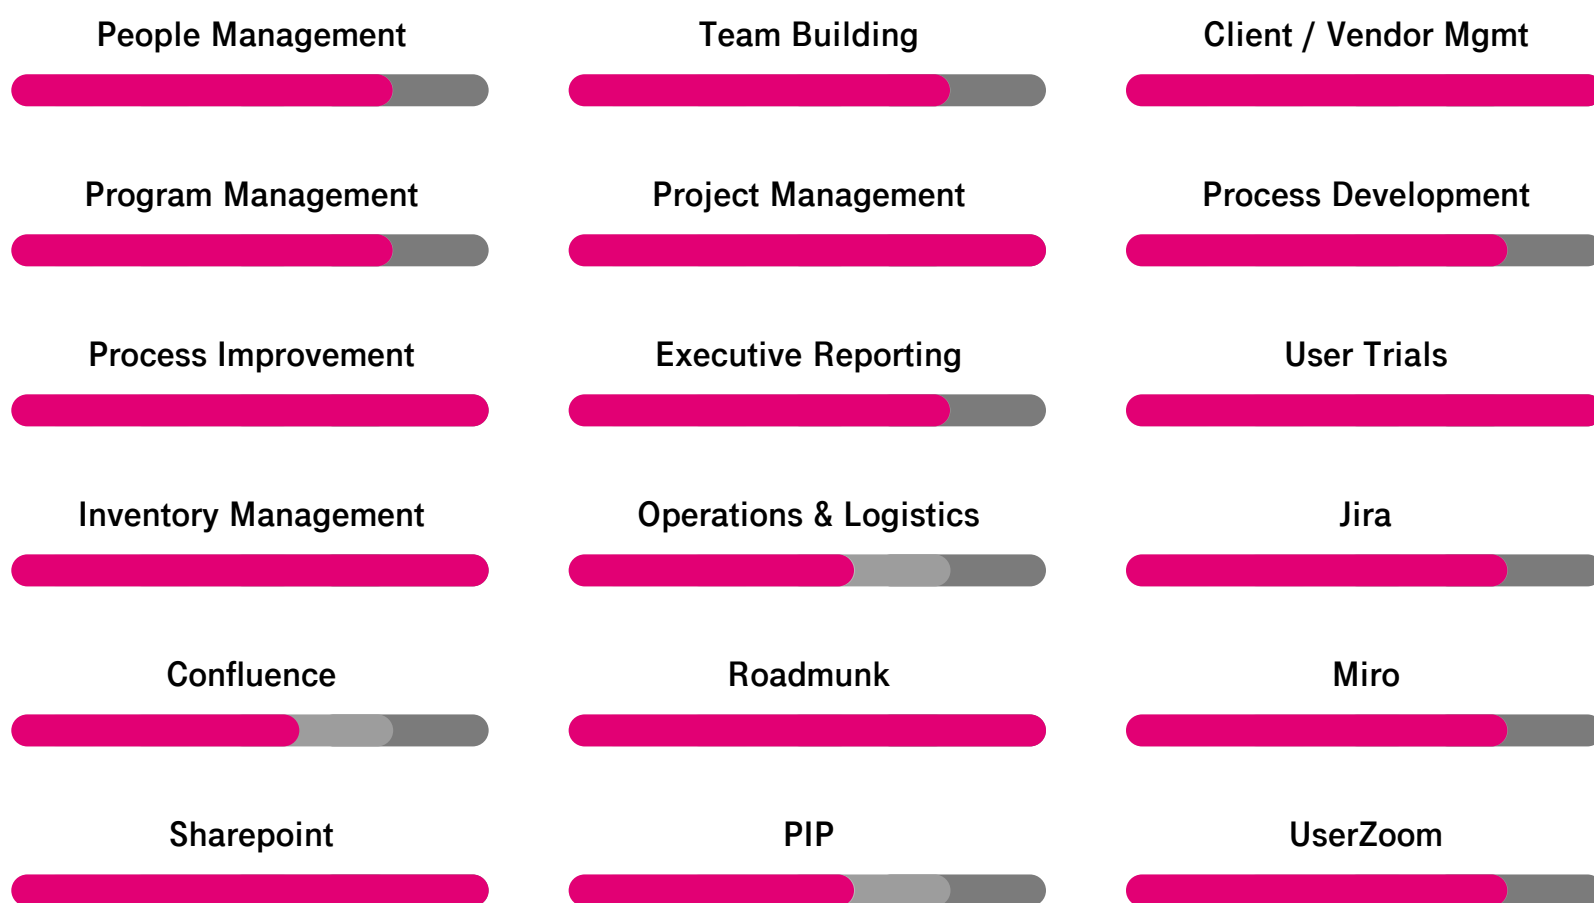 People Management
Team Building
Client / Vendor Mgmt
Program Management
Project Management
Process Development
Process Improvement
Executive Reporting
User Trials
Inventory Management
Operations & Logistics
Jira
Confluence
Roadmunk
Miro
Sharepoint
PIP
UserZoom